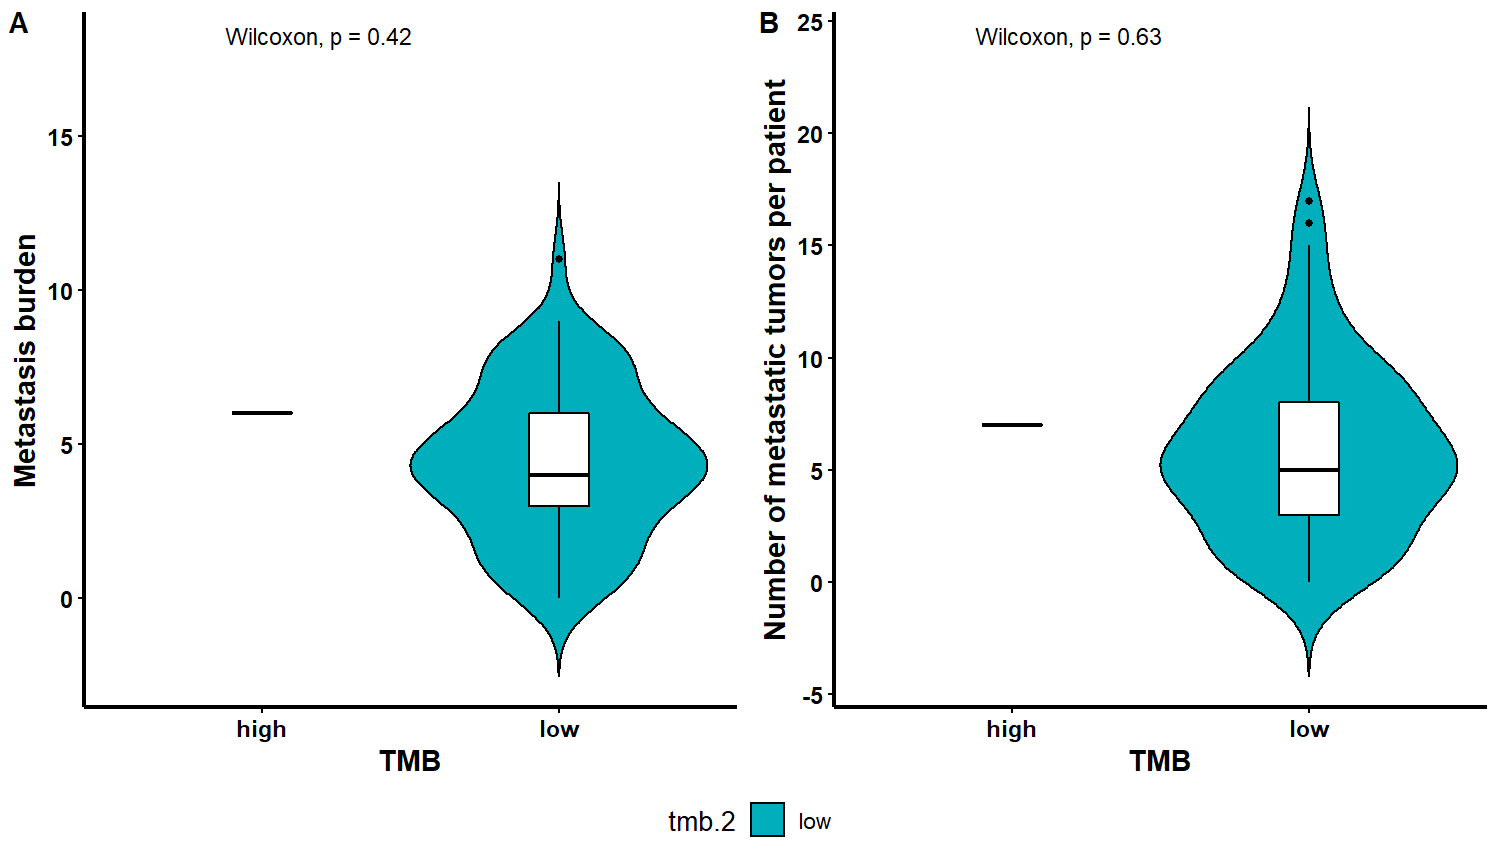 A
Wilcoxon, p = 0.42
Metastasis burden
15
10
5
0
high
low
TMB
B
Wilcoxon, p = 0.63
Number of metastatic tumors per patient
25
20
15
10
5
0
-5
high
low
TMB
tmb.2
low